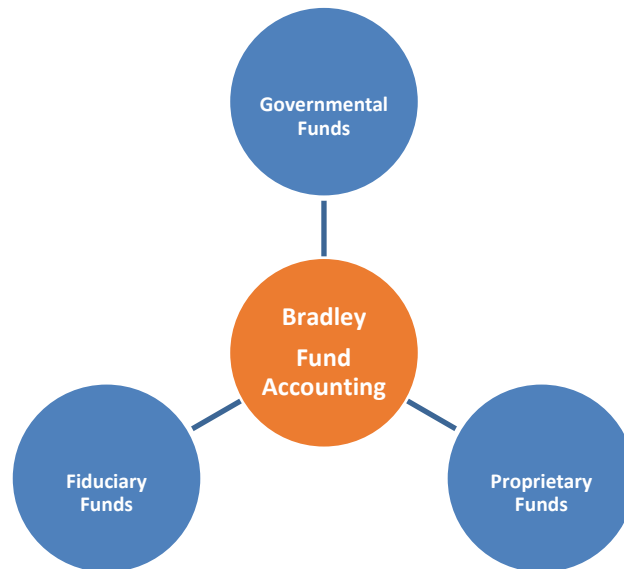 Governmental
Funds
Bradley
Fund
Accounting
Fiduciary
Funds
Proprietary
Funds